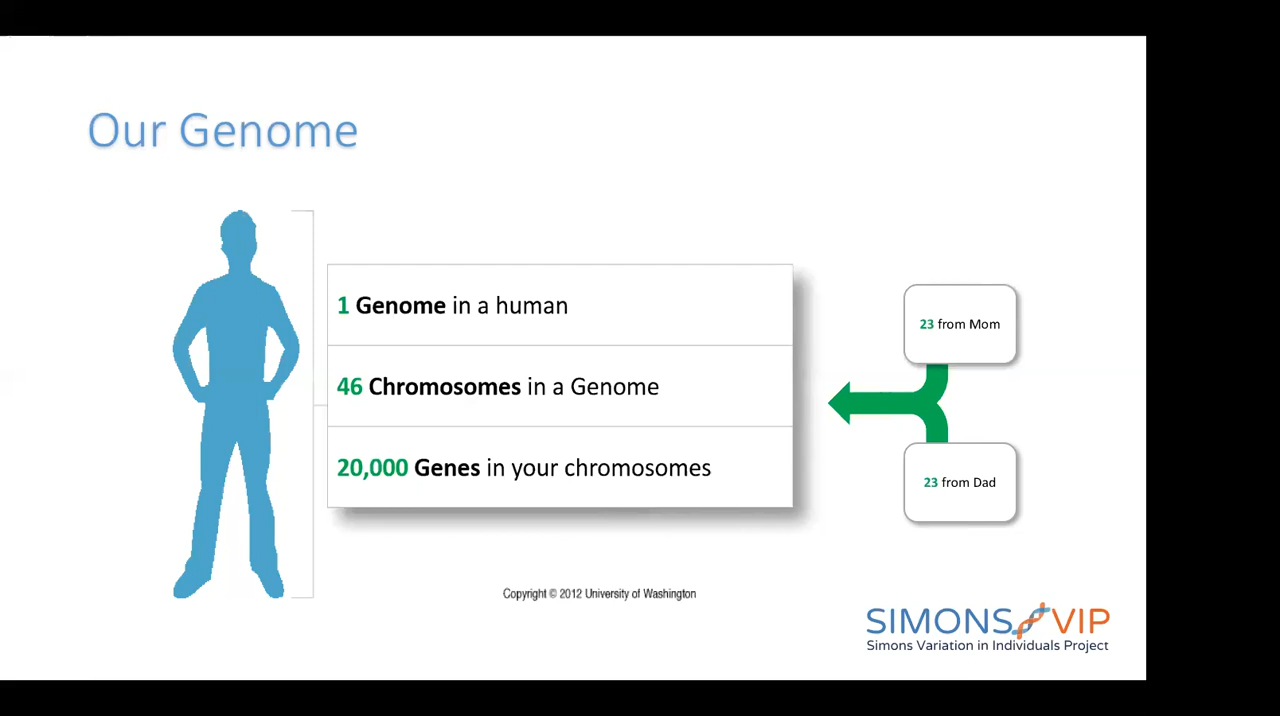 Our Genome
1 Genome in a human
46 Chromosomes in a Genome
20,000 Genes in your chromosomes
23 from Mom
23 from Dad
Copyright © 2012 University of Washington
SIMONS VIP
Simons Variation in Individuals Project